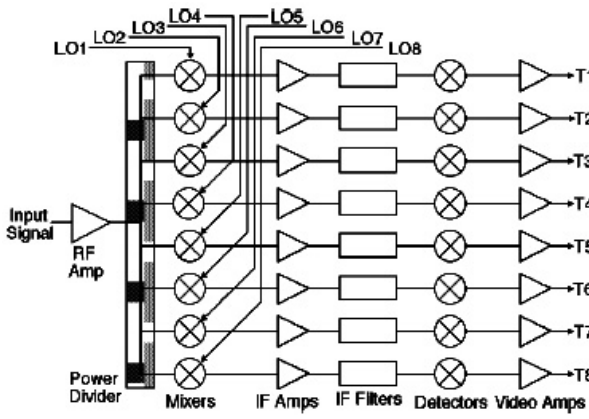 LO4
LO5
LO3
LO6
LO2
LO7
LO1
LO8
T1
T2
T3
T4
Input
Signal
RF
Amp
T5
T6
T7
T8
Power
Divider
Mixers
IF Amps
IF Filters
Detectors
Video Amps